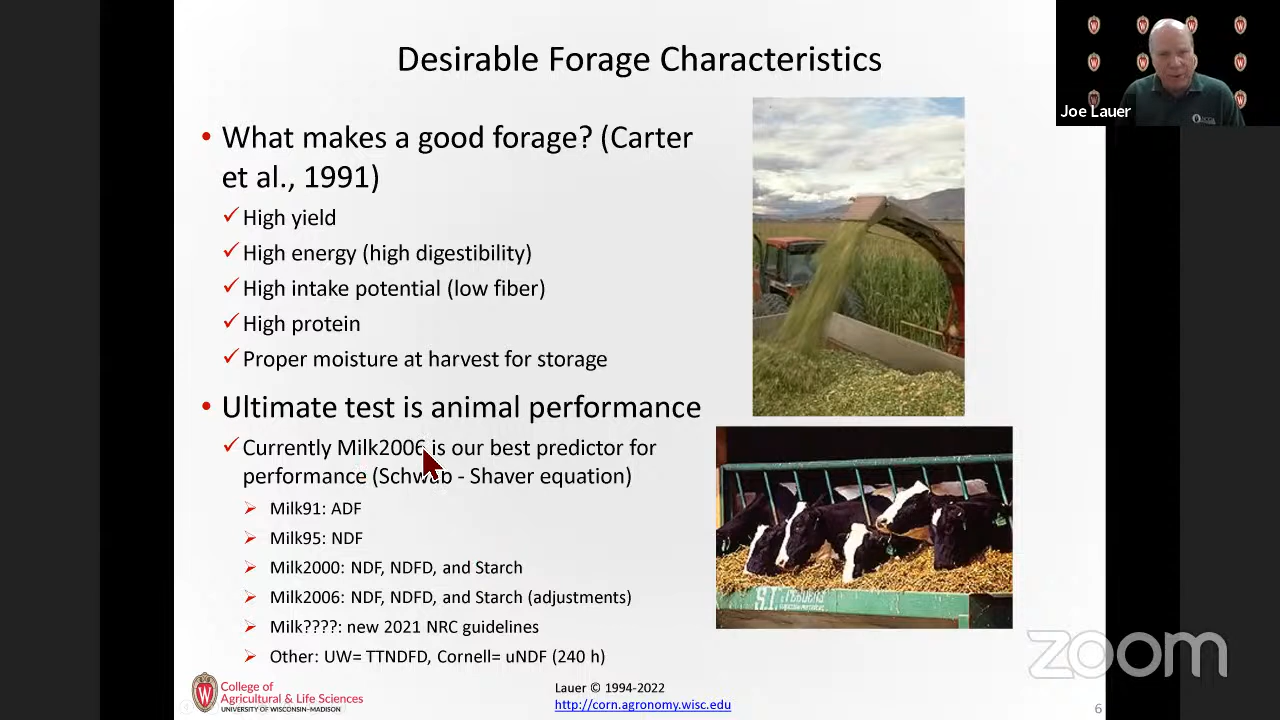 Desirable Forage Characteristics
Joe Lauer
• What makes a good forage? (Carter
et al., 1991)
✓ High yield
✓ High energy (high digestibility)
✓ High intake potential (low fiber)
✓ High protein
✓ Proper moisture at harvest for storage
• Ultimate test is animal performance
✓ Currently Milk2006 is our best predictor for
performance (Schwab - Shaver equation)
➢ Milk91: ADF
➢ Milk95: NDF
➢ Milk2000: NDF, NDFD, and Starch
➢ Milk2006: NDF, NDFD, and Starch (adjustments)
➢ Milk????: new 2021 NRC guidelines
➢ Other: UW= TTNDFD, Cornell= uNDF (240 h)
College of
Agricultural & Life Sciences
UNIVERSITY OF WISCONSIN-MADISON
Lauer © 1994-2022
http://corn.agronomy.wisc.edu
zoom
6